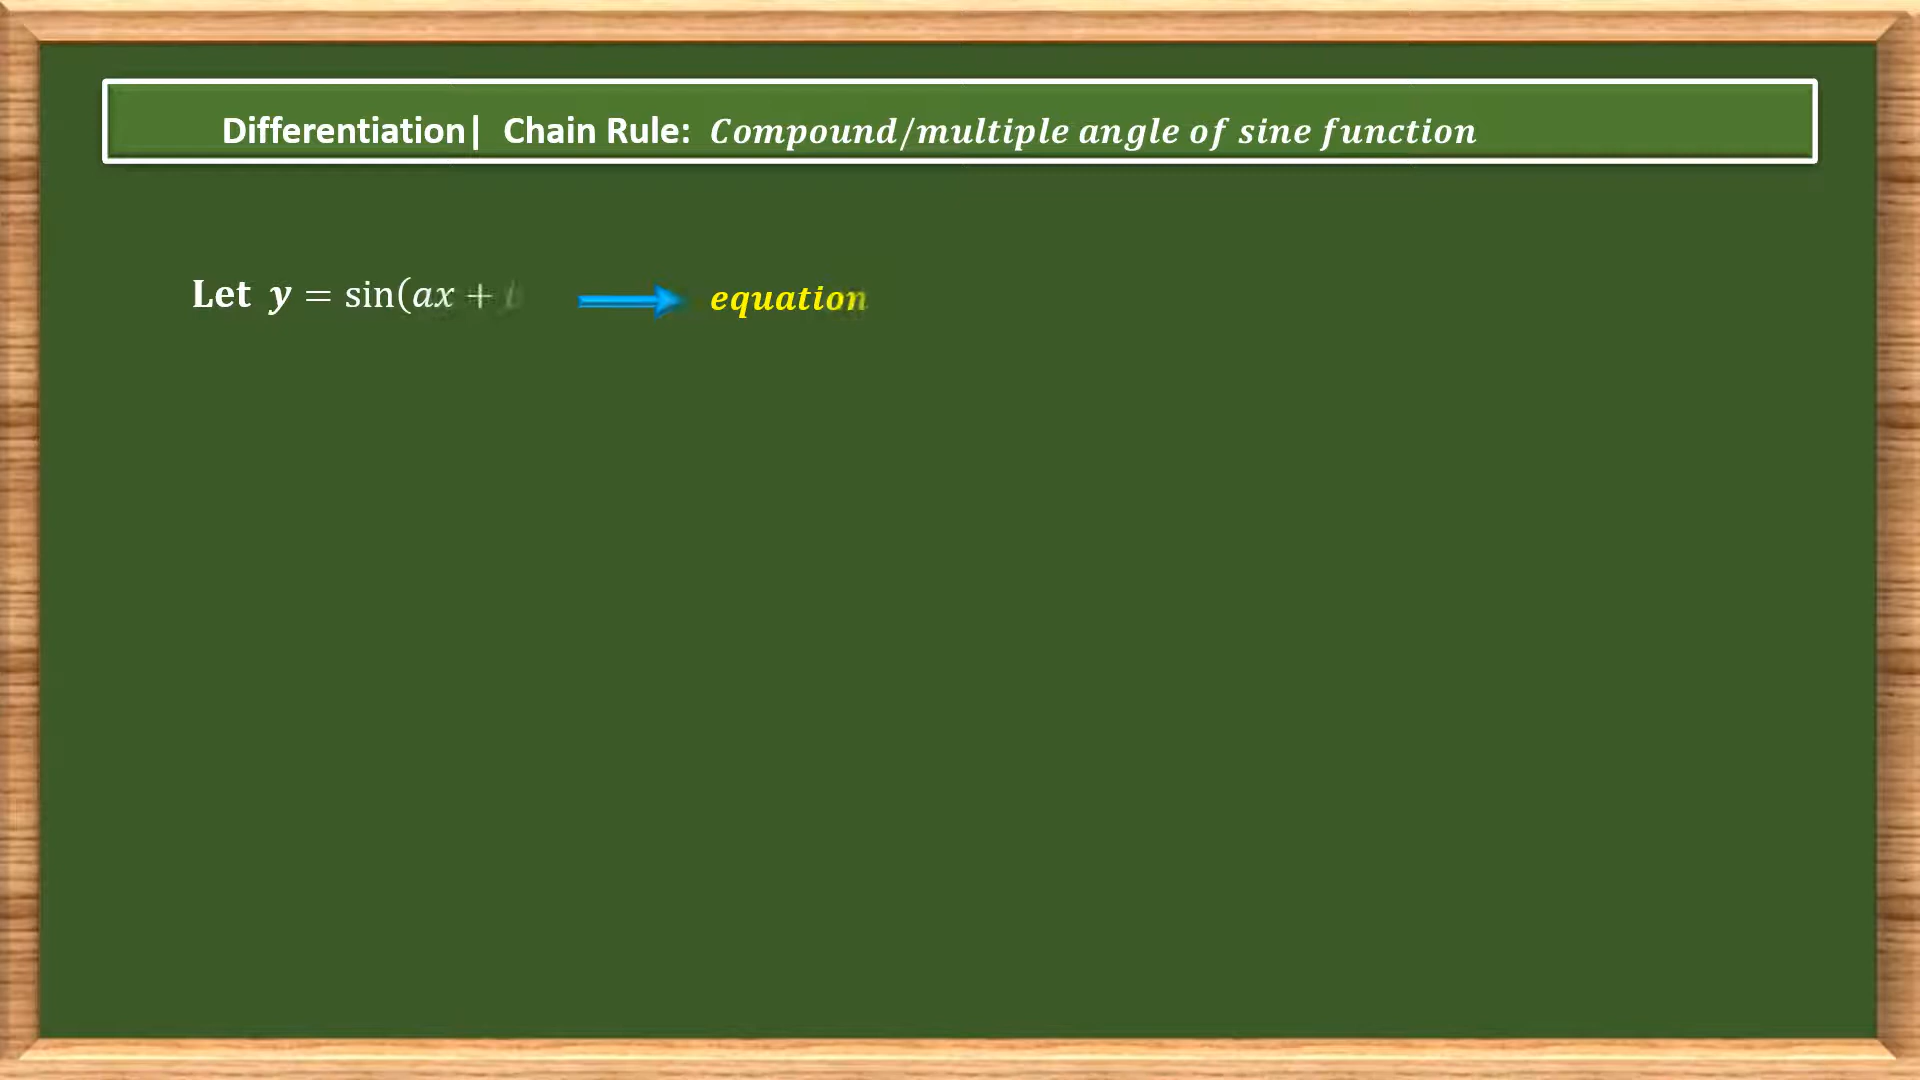 Differentiation| Chain Rule: Compound/multiple angle of sine function
Let y = sin(ax + equation